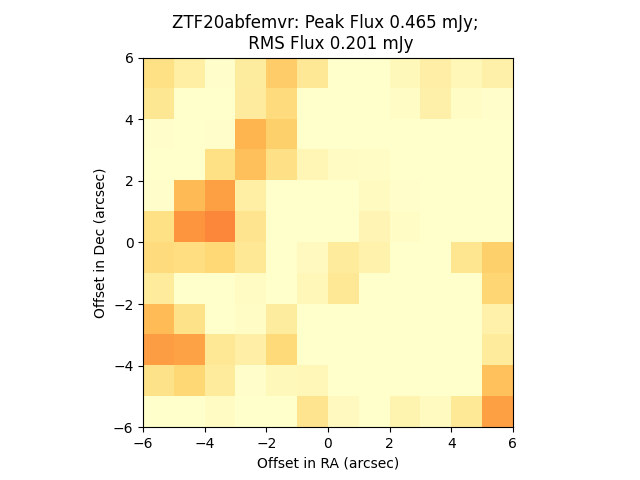 ZTF20abfemvr: Peak Flux 0.465 mJy;
RMS Flux 0.201 mJy
6
4
2
0
−2
−4
−6
Offset in Dec (arcsec)
−6 −4 −2 0 2 4 6
Offset in RA (arcsec)